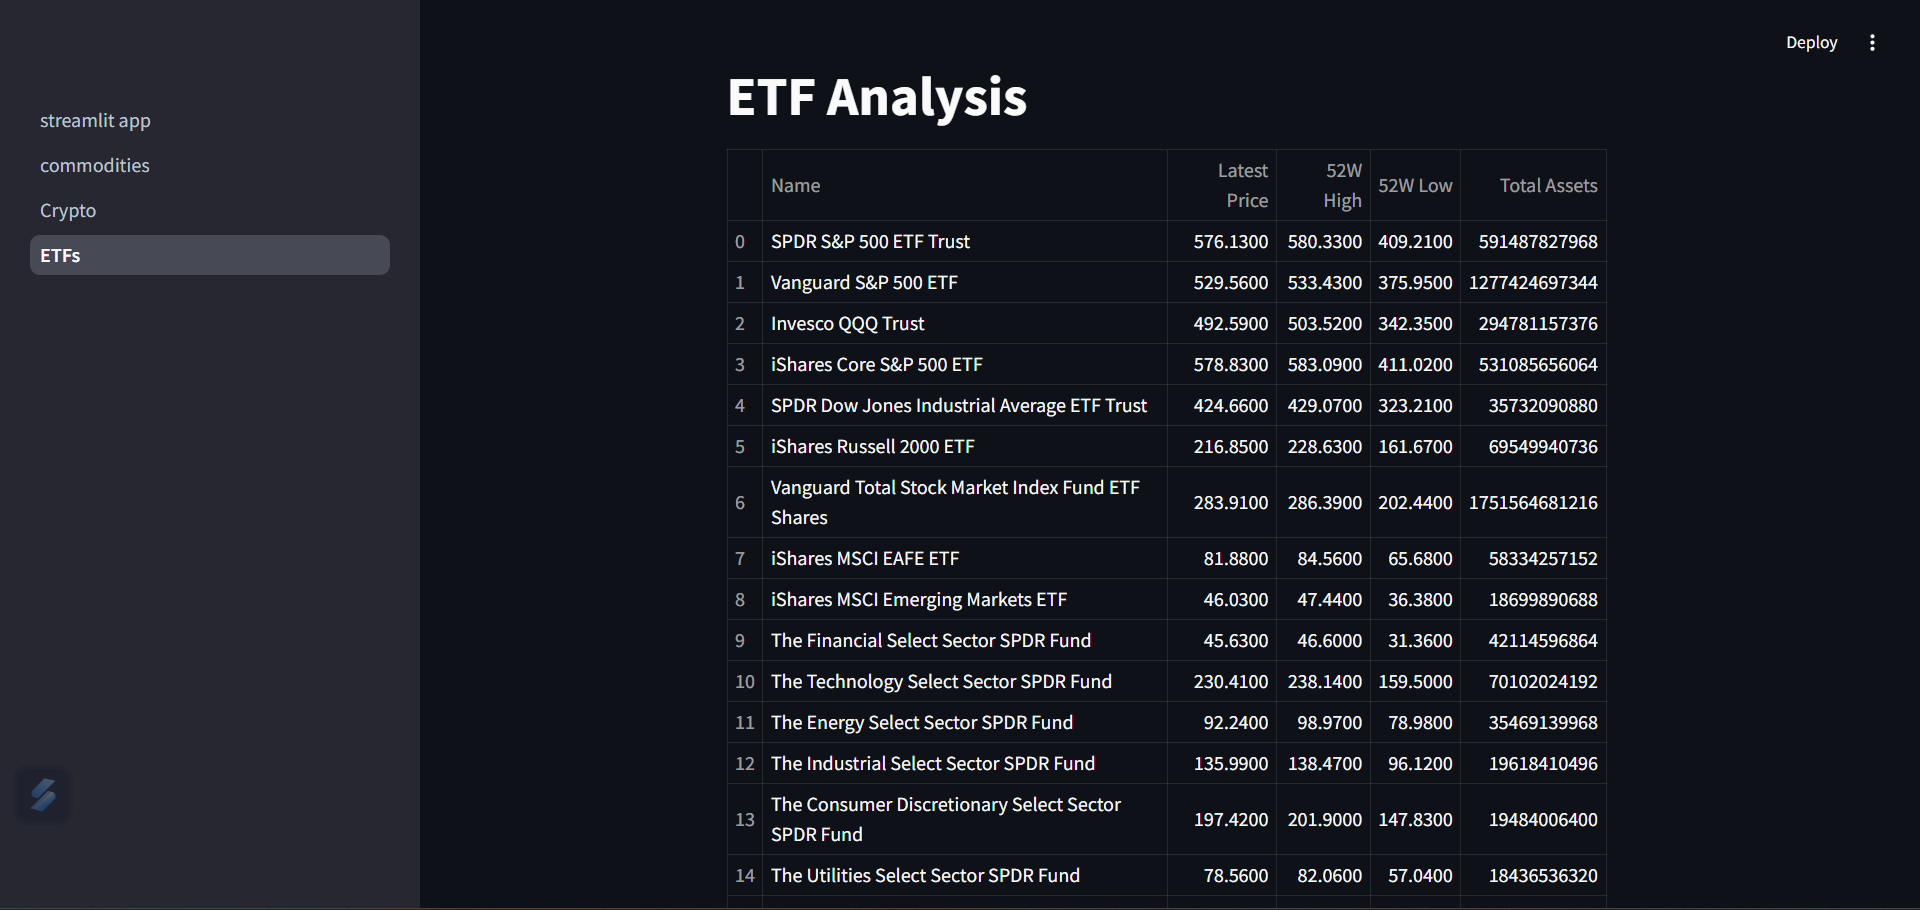 Deploy
streamlit app
commodities
Crypto
ETFs
ETF Analysis
Name Latest Price 52W High 52W Low Total Assets
0 SPDR S&P 500 ETF Trust 576.1300 580.3300 409.2100 591487827968
1 Vanguard S&P 500 ETF 529.5600 533.4300 375.9500 1277424697344
2 Invesco QQQ Trust 492.5900 503.5200 342.3500 294781157376
3 iShares Core S&P 500 ETF 578.8300 583.0900 411.0200 531085656064
4 SPDR Dow Jones Industrial Average ETF Trust 424.6600 429.0700 323.2100 35732090880
5 iShares Russell 2000 ETF 216.8500 228.6300 161.6700 69549940736
6 Vanguard Total Stock Market Index Fund ETF Shares 283.9100 286.3900 202.4400 1751564681216
7 iShares MSCI EAFE ETF 81.8800 84.5600 65.6800 58334257152
8 iShares MSCI Emerging Markets ETF 46.0300 47.4400 36.3800 18699890688
9 The Financial Select Sector SPDR Fund 45.6300 46.6000 31.3600 42114596864
10 The Technology Select Sector SPDR Fund 230.4100 238.1400 159.5000 70102024192
11 The Energy Select Sector SPDR Fund 92.2400 98.9700 78.9800 35469139968
12 The Industrial Select Sector SPDR Fund 135.9900 138.4700 96.1200 19618410496
13 The Consumer Discretionary Select Sector SPDR Fund 197.4200 201.9000 147.8300 19484006400
14 The Utilities Select Sector SPDR Fund 78.5600 82.0600 57.0400 18436536320